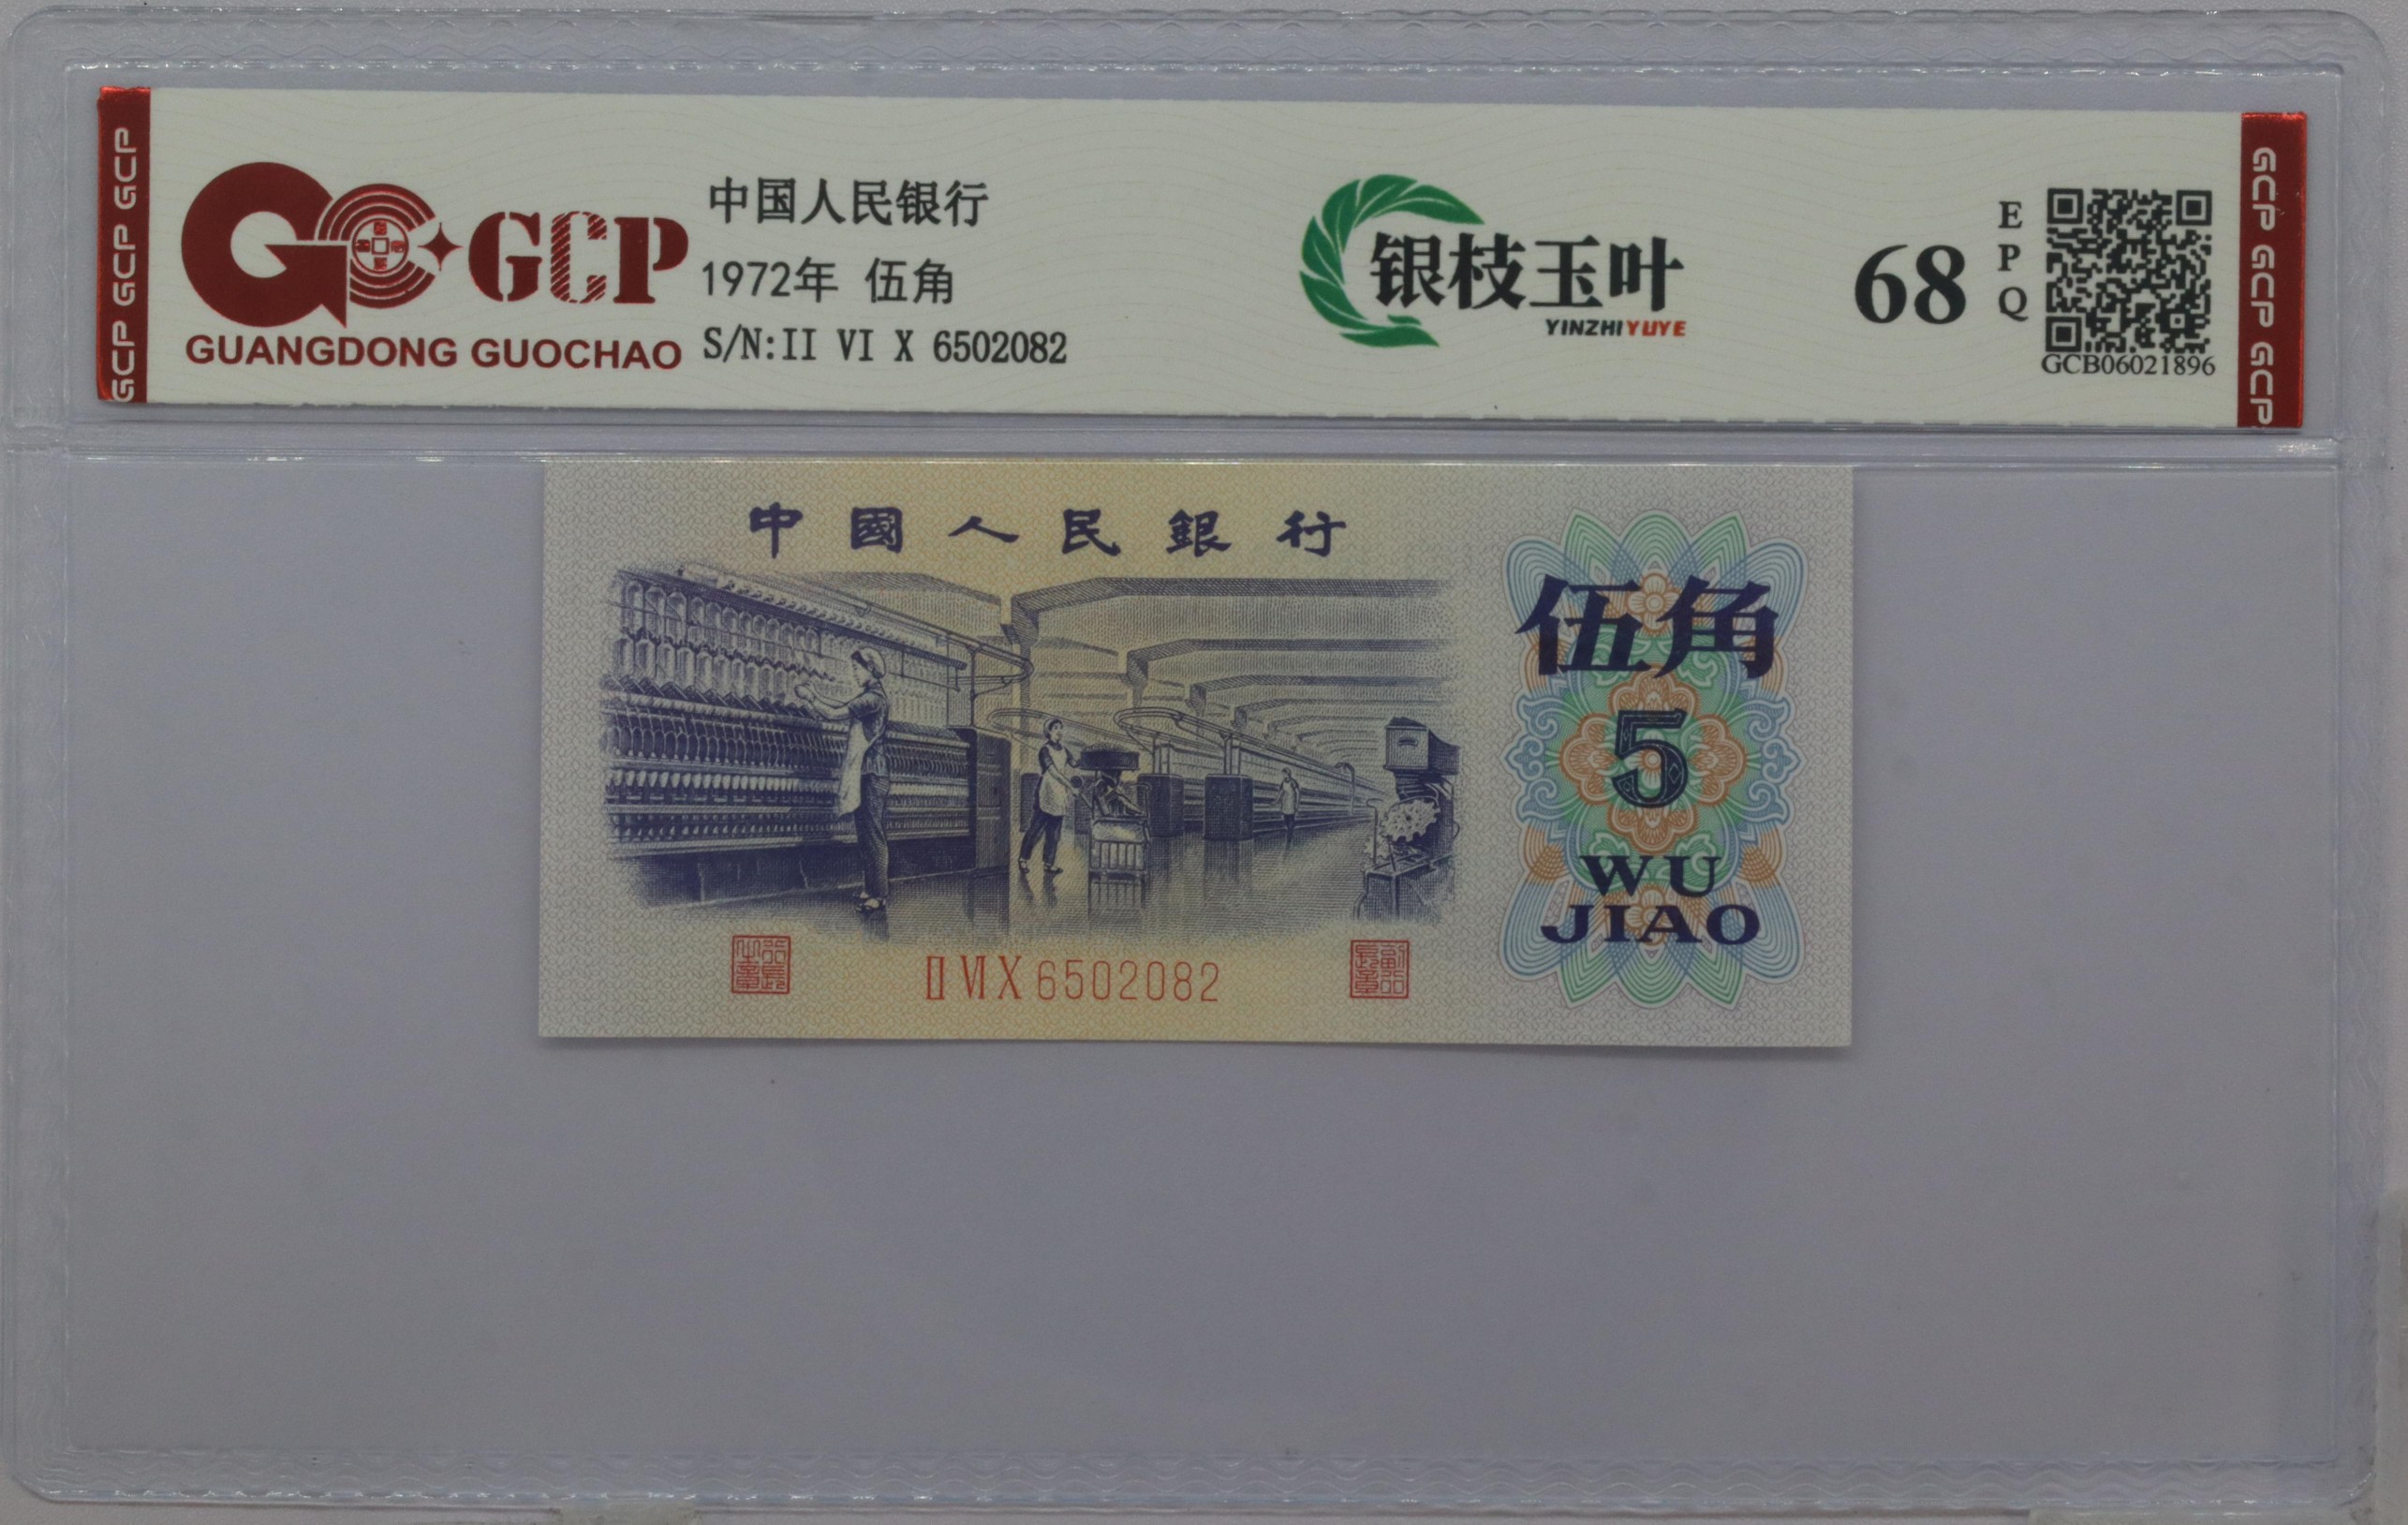 GCP GCP GCP
GCP
GUANGDONG GUOCHAO
中国人民银行
1972年 伍角
S/N:II VI X 6502082
银枝玉叶
YINZHIYUYE
68
EPQ
GCB06021896
GCP GCP GCP
中國人民銀行
伍角
5
WU
JIAO
II VI X 6502082